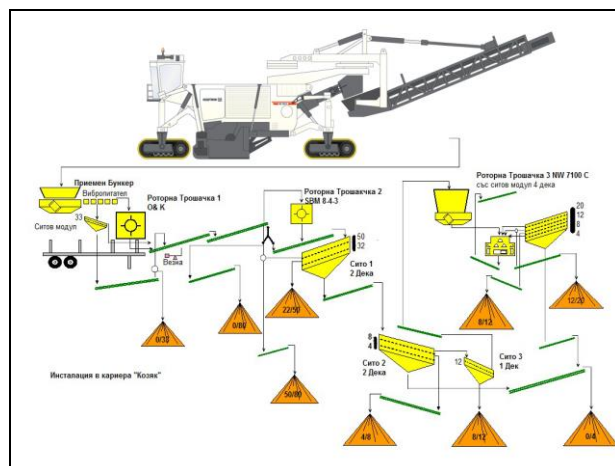 Приемен Бункер
Вибропитател
Ситов модул
33
Роторна Трошачка 1
O& K
Везна
Роторна Трошакчка 2
SBM 8-4-3
50
32
Сито 1
2 Дека
Роторна Трошачка 3 NW 7100 C
със ситов модул 4 дека
20
12
8
4
0/80
22/50
50/80
8/12
12/20
8
4
Сито 2
2 Дека
12
Сито 3
1 Дек
4/8
8/12
0/4
Инсталация в кариера "Козяк"